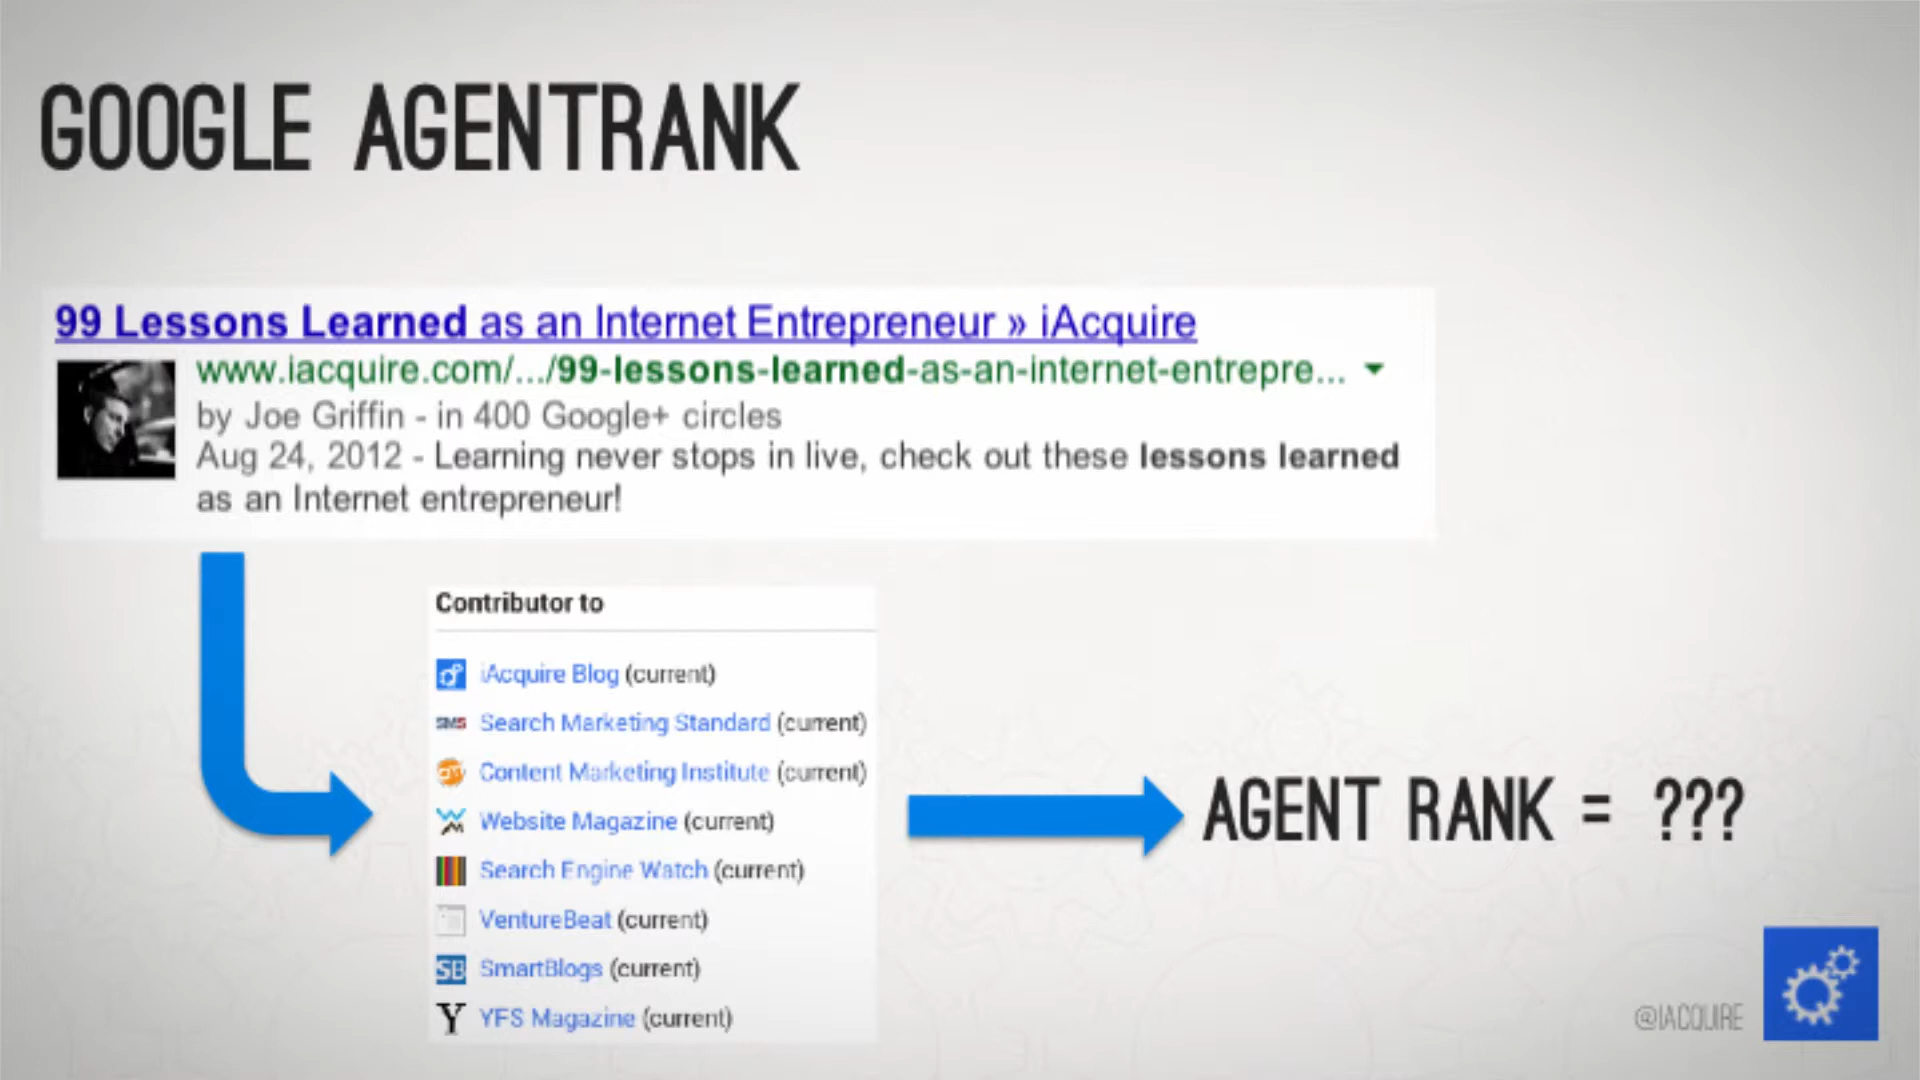 GOOGLE AGENTRANK
99 Lessons Learned as an Internet Entrepreneur » iAcquire
www.iacquire.com/.../99-lessons-learned-as-an-internet-entrepre...
by Joe Griffin - in 400 Google+ circles
Aug 24, 2012 - Learning never stops in live, check out these lessons learned
as an Internet entrepreneur!
Contributor to
iAcquire Blog (current)
SMS Search Marketing Standard (current)
Content Marketing Institute (current)
Website Magazine (current)
Search Engine Watch (current)
VentureBeat (current)
SB SmartBlogs (current)
Y YFS Magazine (current)
AGENT RANK = ???
@IACQUIRE